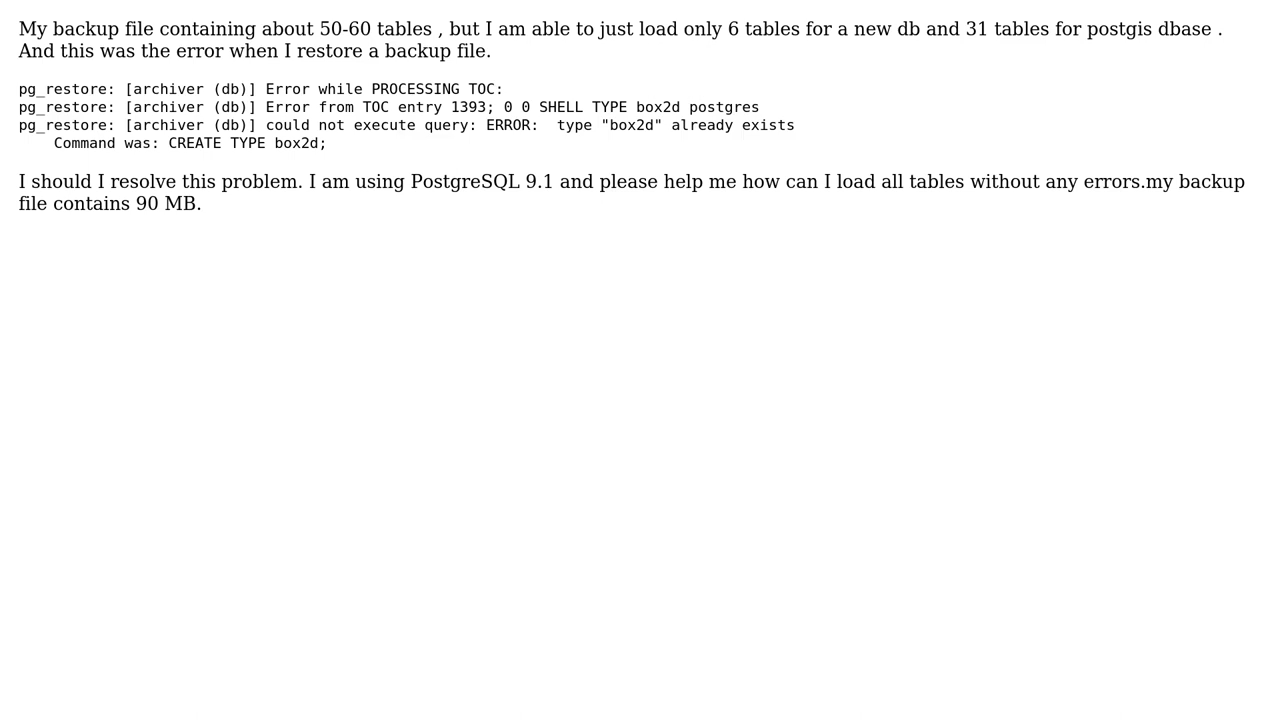 My backup file containing about 50-60 tables , but I am able to just load only 6 tables for a new db and 31 tables for postgis dbase .
And this was the error when I restore a backup file.
pg_restore: [archiver (db)] Error while PROCESSING TOC:
pg_restore: [archiver (db)] Error from TOC entry 1393; 0 0 SHELL TYPE box2d postgres
pg_restore: [archiver (db)] could not execute query: ERROR:  type "box2d" already exists
    Command was: CREATE TYPE box2d;
I should I resolve this problem. I am using PostgreSQL 9.1 and please help me how can I load all tables without any errors.my backup
file contains 90 MB.